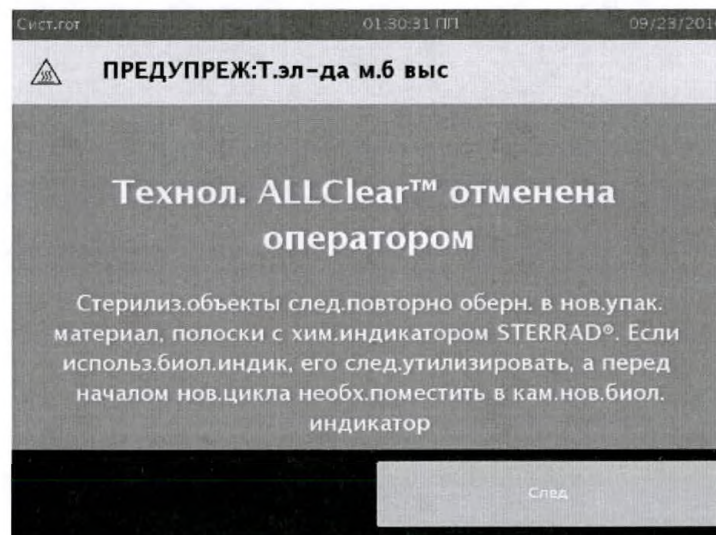 Сист.гот 01:30:31 ПП 09/23/2016
ПРЕДУПРЕЖ:Т.эл-да м.б выс
Технол. ALLClear™ отменена
оператором
Стерилиз.объекты след.повторно оберн. в нов.упак.
материал, полоски с хим.индикатором STERRAD®. Если
использ.биол.индик, его след.утилизировать, а перед
началом нов.цикла необх.поместить в кам.нов.биол.
индикатор
След